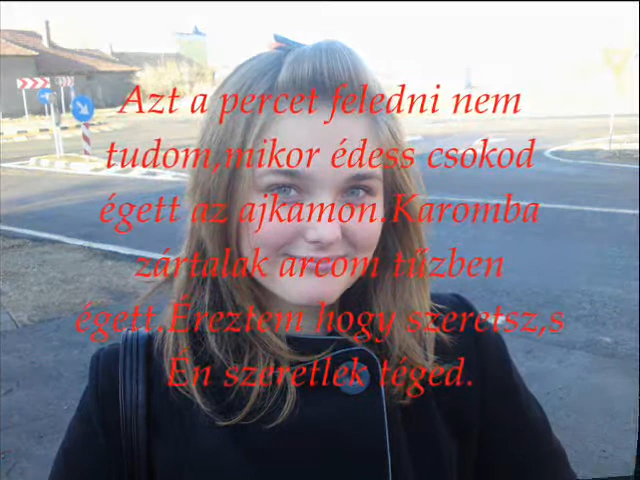 Azt a percet feledni nem
tudom,mikor édess csokod
égett az ajkamon.Karomba
zártalak arcom tűzben
égett.Éreztem hogy szeretsz,s
Én szeretlek téged.